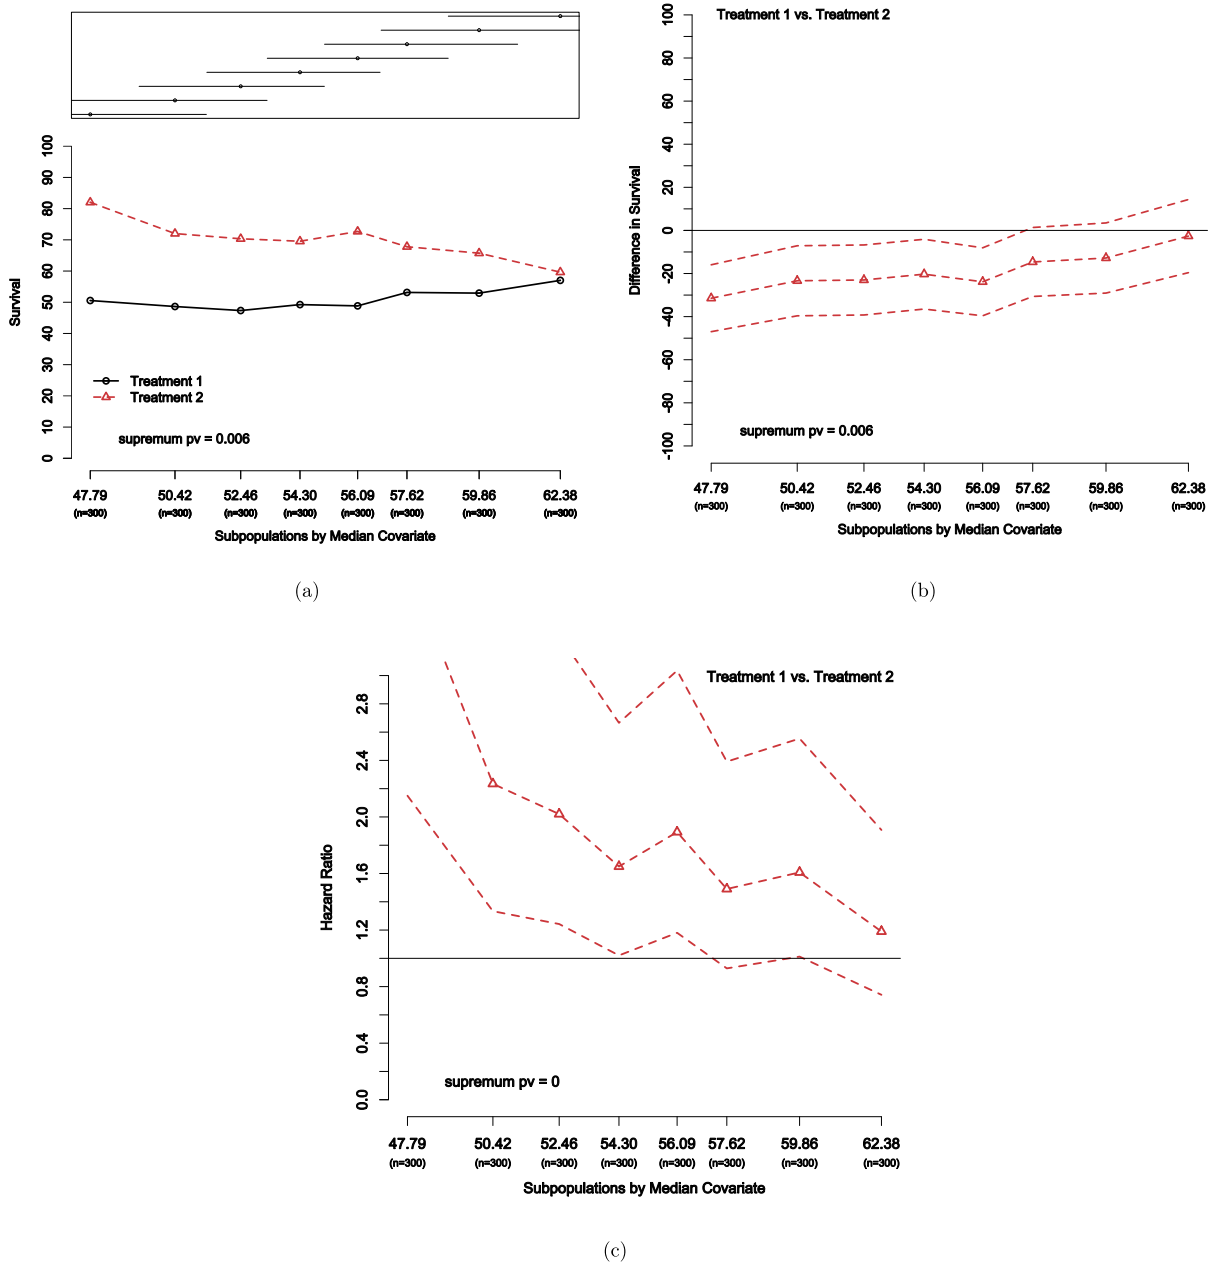 100
90
80
70
60
50
40
30
20
10
0
Survival
Treatment 1
Treatment 2
supremum pv = 0.006
47.79 50.42 52.46 54.30 56.09 57.62 59.86 62.38
(n=300) (n=300) (n=300) (n=300) (n=300) (n=300) (n=300) (n=300)
Subpopulations by Median Covariate
(a)
Treatment 1 vs. Treatment 2
100
80
60
40
20
0
-20
-40
-60
-80
-100
Difference in Survival
supremum pv = 0.006
47.79 50.42 52.46 54.30 56.09 57.62 59.86 62.38
(n=300) (n=300) (n=300) (n=300) (n=300) (n=300) (n=300) (n=300)
Subpopulations by Median Covariate
(b)
Treatment 1 vs. Treatment 2
2.8
2.4
2.0
1.6
1.2
0.8
0.4
0.0
Hazard Ratio
supremum pv = 0
47.79 50.42 52.46 54.30 56.09 57.62 59.86 62.38
(n=300) (n=300) (n=300) (n=300) (n=300) (n=300) (n=300) (n=300)
Subpopulations by Median Covariate
(c)